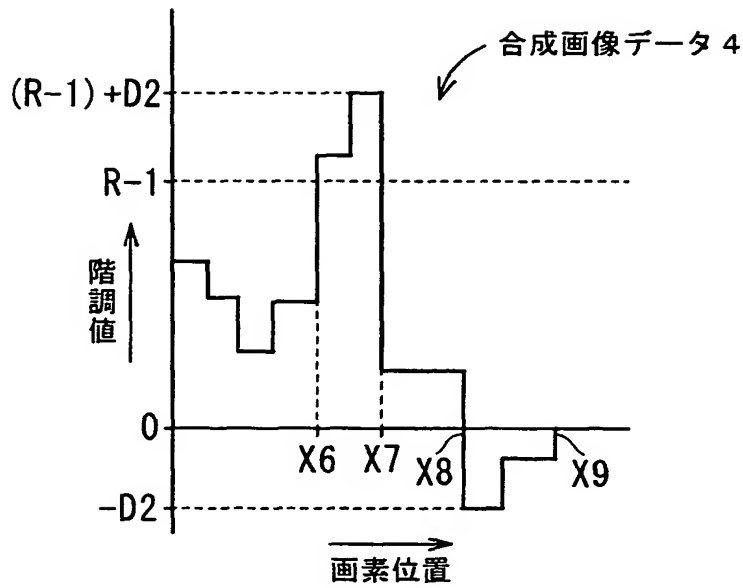 合成画像データ4
(R-1)+D2
R-1
階調値
0
X6
X7
X8
X9
-D2
画素位置